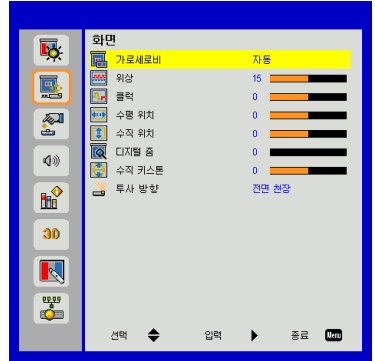 화면
가로세로비 자동
위상 15
클럭 0
수평 위치 0
수직 위치 0
디지털 줌 0
수직 키스톤 0
투사 방향 전면 천장
3D
선택 입력 종료 Menu